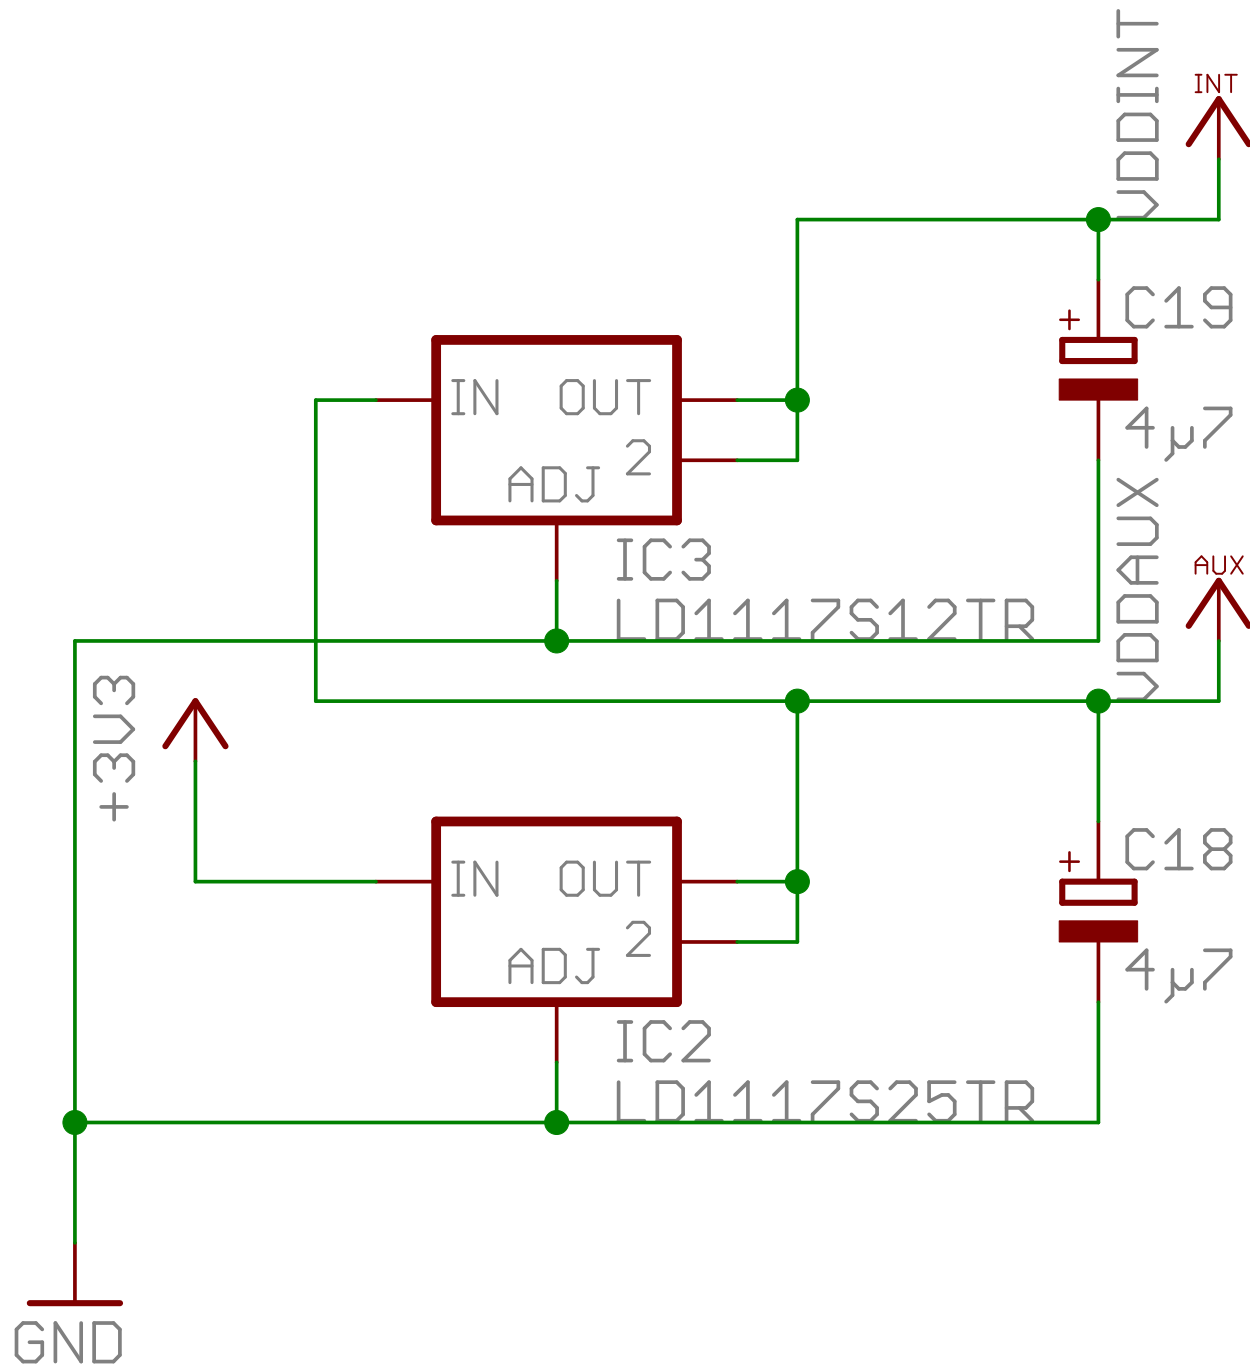 VDDINT
INT
C19
+
4µ7
IN
OUT
2
ADJ
IC3
LD1117S12TR
VDDAUX
AUX
+3V3
C18
+
4µ7
IN
OUT
2
ADJ
IC2
LD1117S25TR
GND